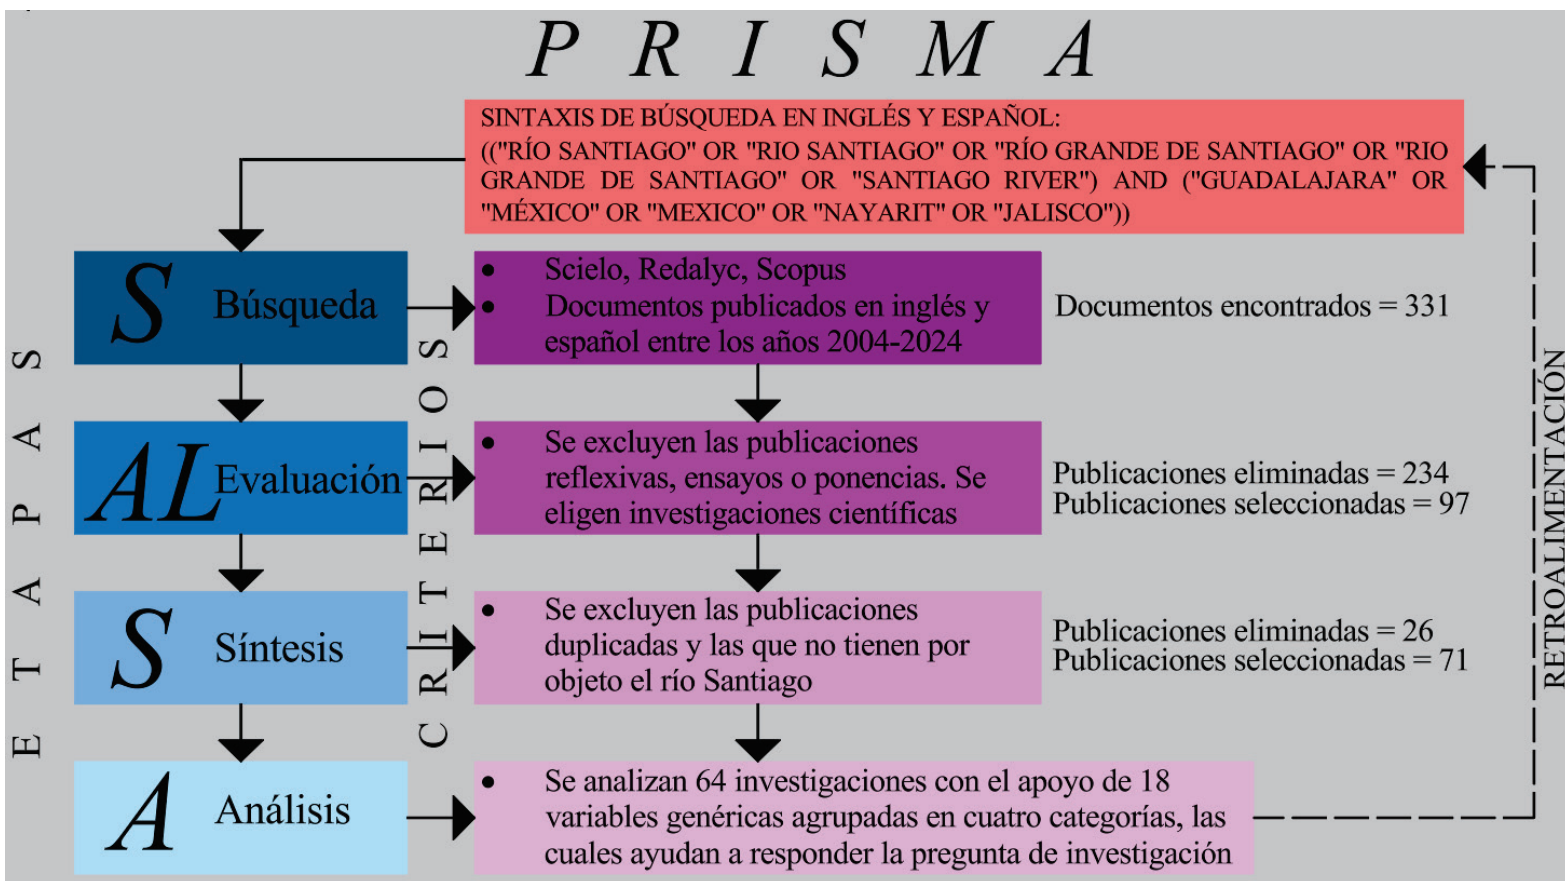 P R I S M A
SINTAXIS DE BÚSQUEDA EN INGLÉS Y ESPAÑOL:
(("RÍO SANTIAGO" OR "RIO SANTIAGO" OR "RÍO GRANDE DE SANTIAGO" OR "RIO
GRANDE DE SANTIAGO" OR "SANTIAGO RIVER") AND ("GUADALAJARA" OR
"MÉXICO" OR "MEXICO" OR "NAYARIT" OR "JALISCO"))
ETAPAS
CRITERIOS
S Búsqueda
• Scielo, Redalyc, Scopus
• Documentos publicados en inglés y
español entre los años 2004-2024
Documentos encontrados = 331
AL Evaluación
• Se excluyen las publicaciones
reflexivas, ensayos o ponencias. Se
eligen investigaciones científicas
Publicaciones eliminadas = 234
Publicaciones seleccionadas = 97
S Síntesis
• Se excluyen las publicaciones
duplicadas y las que no tienen por
objeto el río Santiago
Publicaciones eliminadas = 26
Publicaciones seleccionadas = 71
A Análisis
• Se analizan 64 investigaciones con el apoyo de 18
variables genéricas agrupadas en cuatro categorías, las
cuales ayudan a responder la pregunta de investigación
RETROALIMENTACIÓN